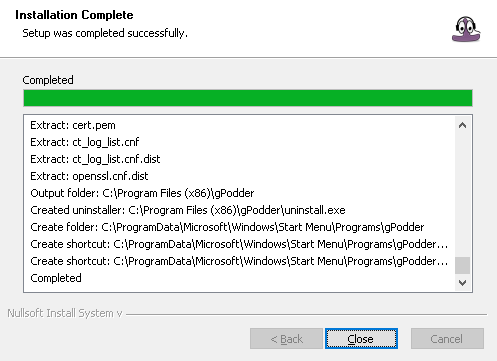 Installation Complete
Setup was completed successfully.
Completed
Extract: cert.pem
Extract: ct_log_list.cnf
Extract: ct_log_list.cnf.dist
Extract: openssl.cnf.dist
Output folder: C:\Program Files (x86)\gPodder
Created uninstaller: C:\Program Files (x86)\gPodder\uninstall.exe
Create folder: C:\ProgramData\Microsoft\Windows\Start Menu\Programs\gPodder
Create shortcut: C:\ProgramData\Microsoft\Windows\Start Menu\Programs\gPodder...
Create shortcut: C:\ProgramData\Microsoft\Windows\Start Menu\Programs\gPodder...
Completed
Nullsoft Install System v
< Back Close Cancel